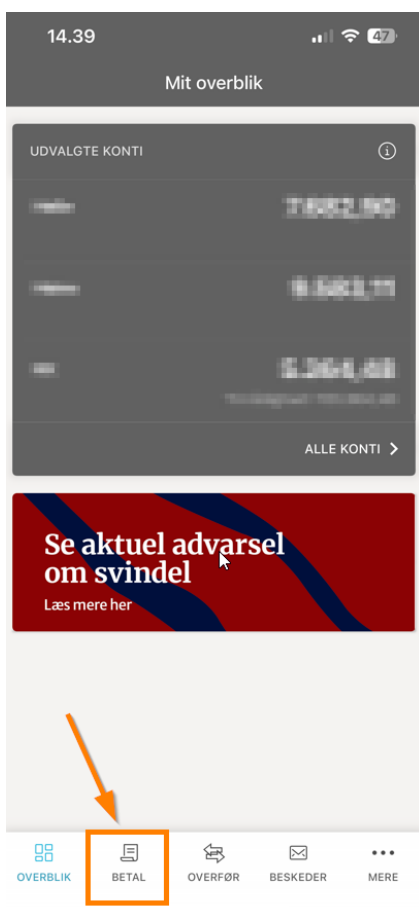 14.39
47
Mit overblik
UDVALGTE KONTI
ALLE KONTI
Se aktuel advarsel
om svindel
Læs mere her
OVERBLIK BETAL OVERFØR BESKEDER MERE